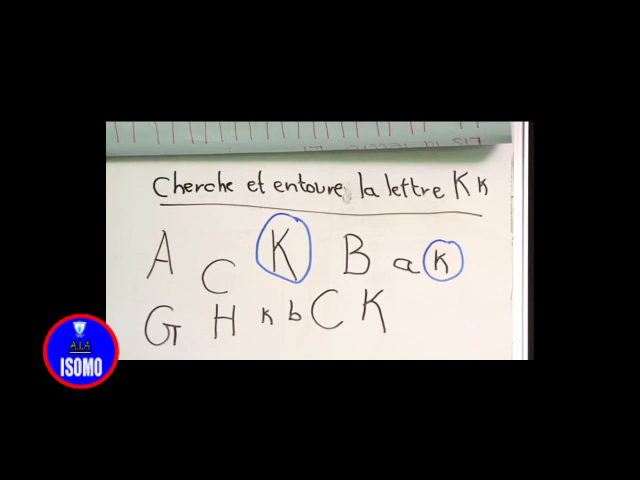 Cherche et entoure la lettre K k
A C K B a k
G H k b C K
A.I.A
ISOMO